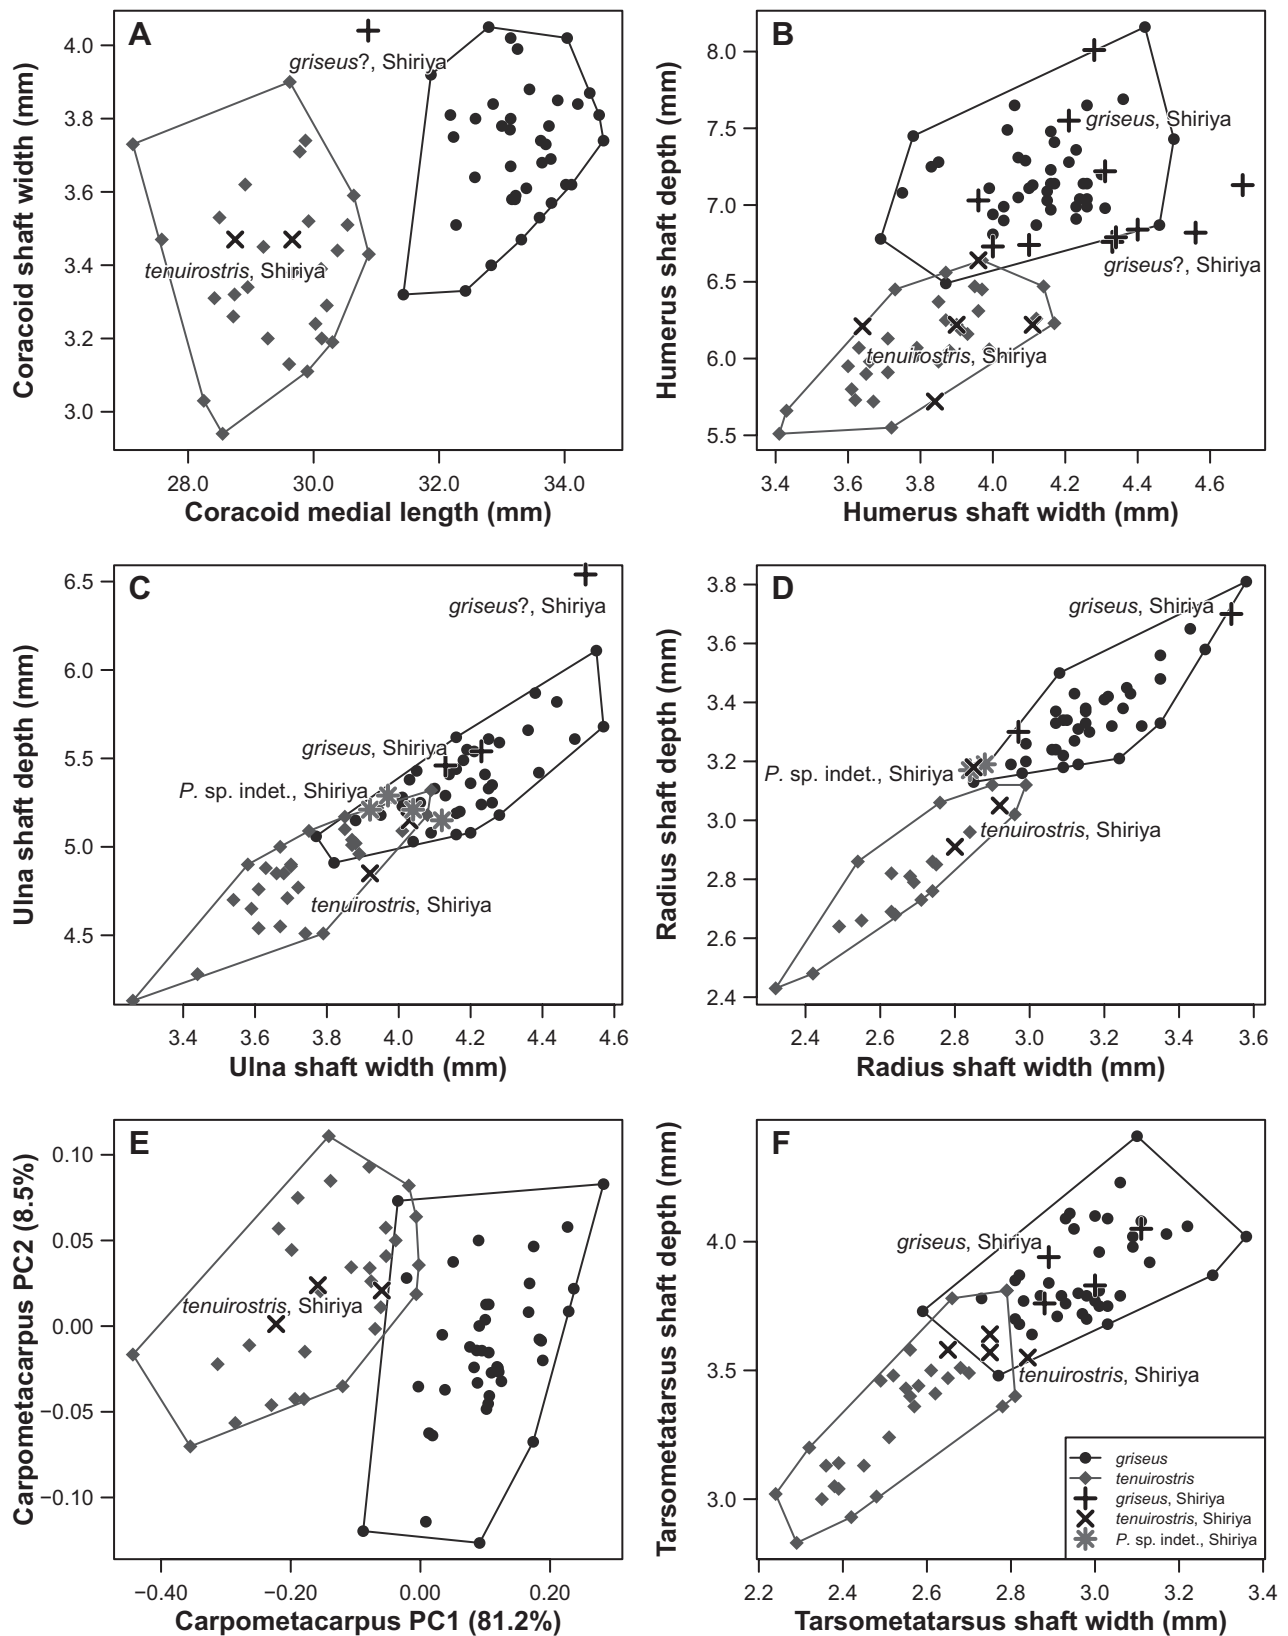 A
4.0
3.8
3.6
3.4
3.2
3.0
Coracoid shaft width (mm)
griseus?, Shiriya
tenuirostris, Shiriya
28.0 30.0 32.0 34.0
Coracoid medial length (mm)
B
8.0
7.5
7.0
6.5
6.0
5.5
Humerus shaft depth (mm)
griseus, Shiriya
griseus?, Shiriya
tenuirostris, Shiriya
3.4 3.6 3.8 4.0 4.2 4.4 4.6
Humerus shaft width (mm)
C
6.5
6.0
5.5
5.0
4.5
Ulna shaft depth (mm)
griseus?, Shiriya
griseus, Shiriya
P. sp. indet., Shiriya
tenuirostris, Shiriya
3.4 3.6 3.8 4.0 4.2 4.4 4.6
Ulna shaft width (mm)
D
3.8
3.6
3.4
3.2
3.0
2.8
2.6
2.4
Radius shaft depth (mm)
griseus, Shiriya
P. sp. indet., Shiriya
tenuirostris, Shiriya
2.4 2.6 2.8 3.0 3.2 3.4 3.6
Radius shaft width (mm)
E
0.10
0.05
0.00
−0.05
−0.10
Carpometacarpus PC2 (8.5%)
tenuirostris, Shiriya
−0.40 −0.20 0.00 0.20
Carpometacarpus PC1 (81.2%)
F
4.0
3.5
3.0
Tarsometatarsus shaft depth (mm)
griseus, Shiriya
tenuirostris, Shiriya
griseus
tenuirostris
griseus, Shiriya
tenuirostris, Shiriya
P. sp. indet., Shiriya
2.2 2.4 2.6 2.8 3.0 3.2 3.4
Tarsometatarsus shaft width (mm)